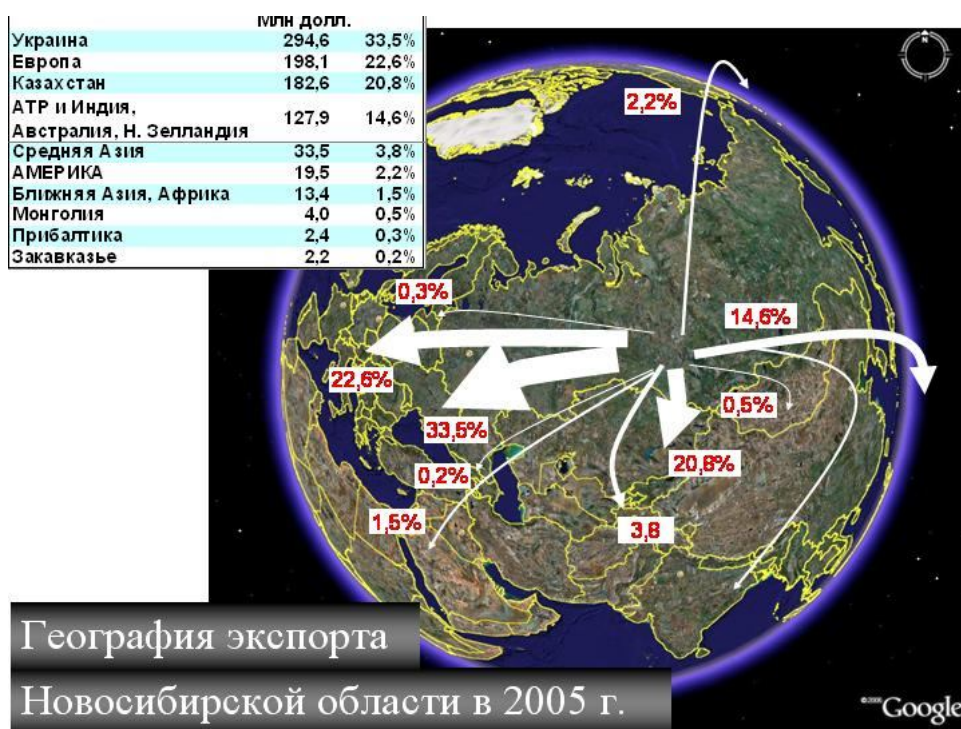 Млн долл.
Украина 294,6 33,5%
Европа 198,1 22,6%
Казахстан 182,6 20,8%
АТР и Индия,
Австралия, Н. Зелландия 127,9 14,6%
Средняя Азия 33,5 3,8%
АМЕРИКА 19,5 2,2%
Ближняя Азия, Африка 13,4 1,5%
Монголия 4,0 0,5%
Прибалтика 2,4 0,3%
Закавказье 2,2 0,2%
N
2,2%
0,3%
14,6%
22,6%
0,5%
33,5%
20,8%
0,2%
1,5%
3,8
География экспорта
Новосибирской области в 2005 г.
Google